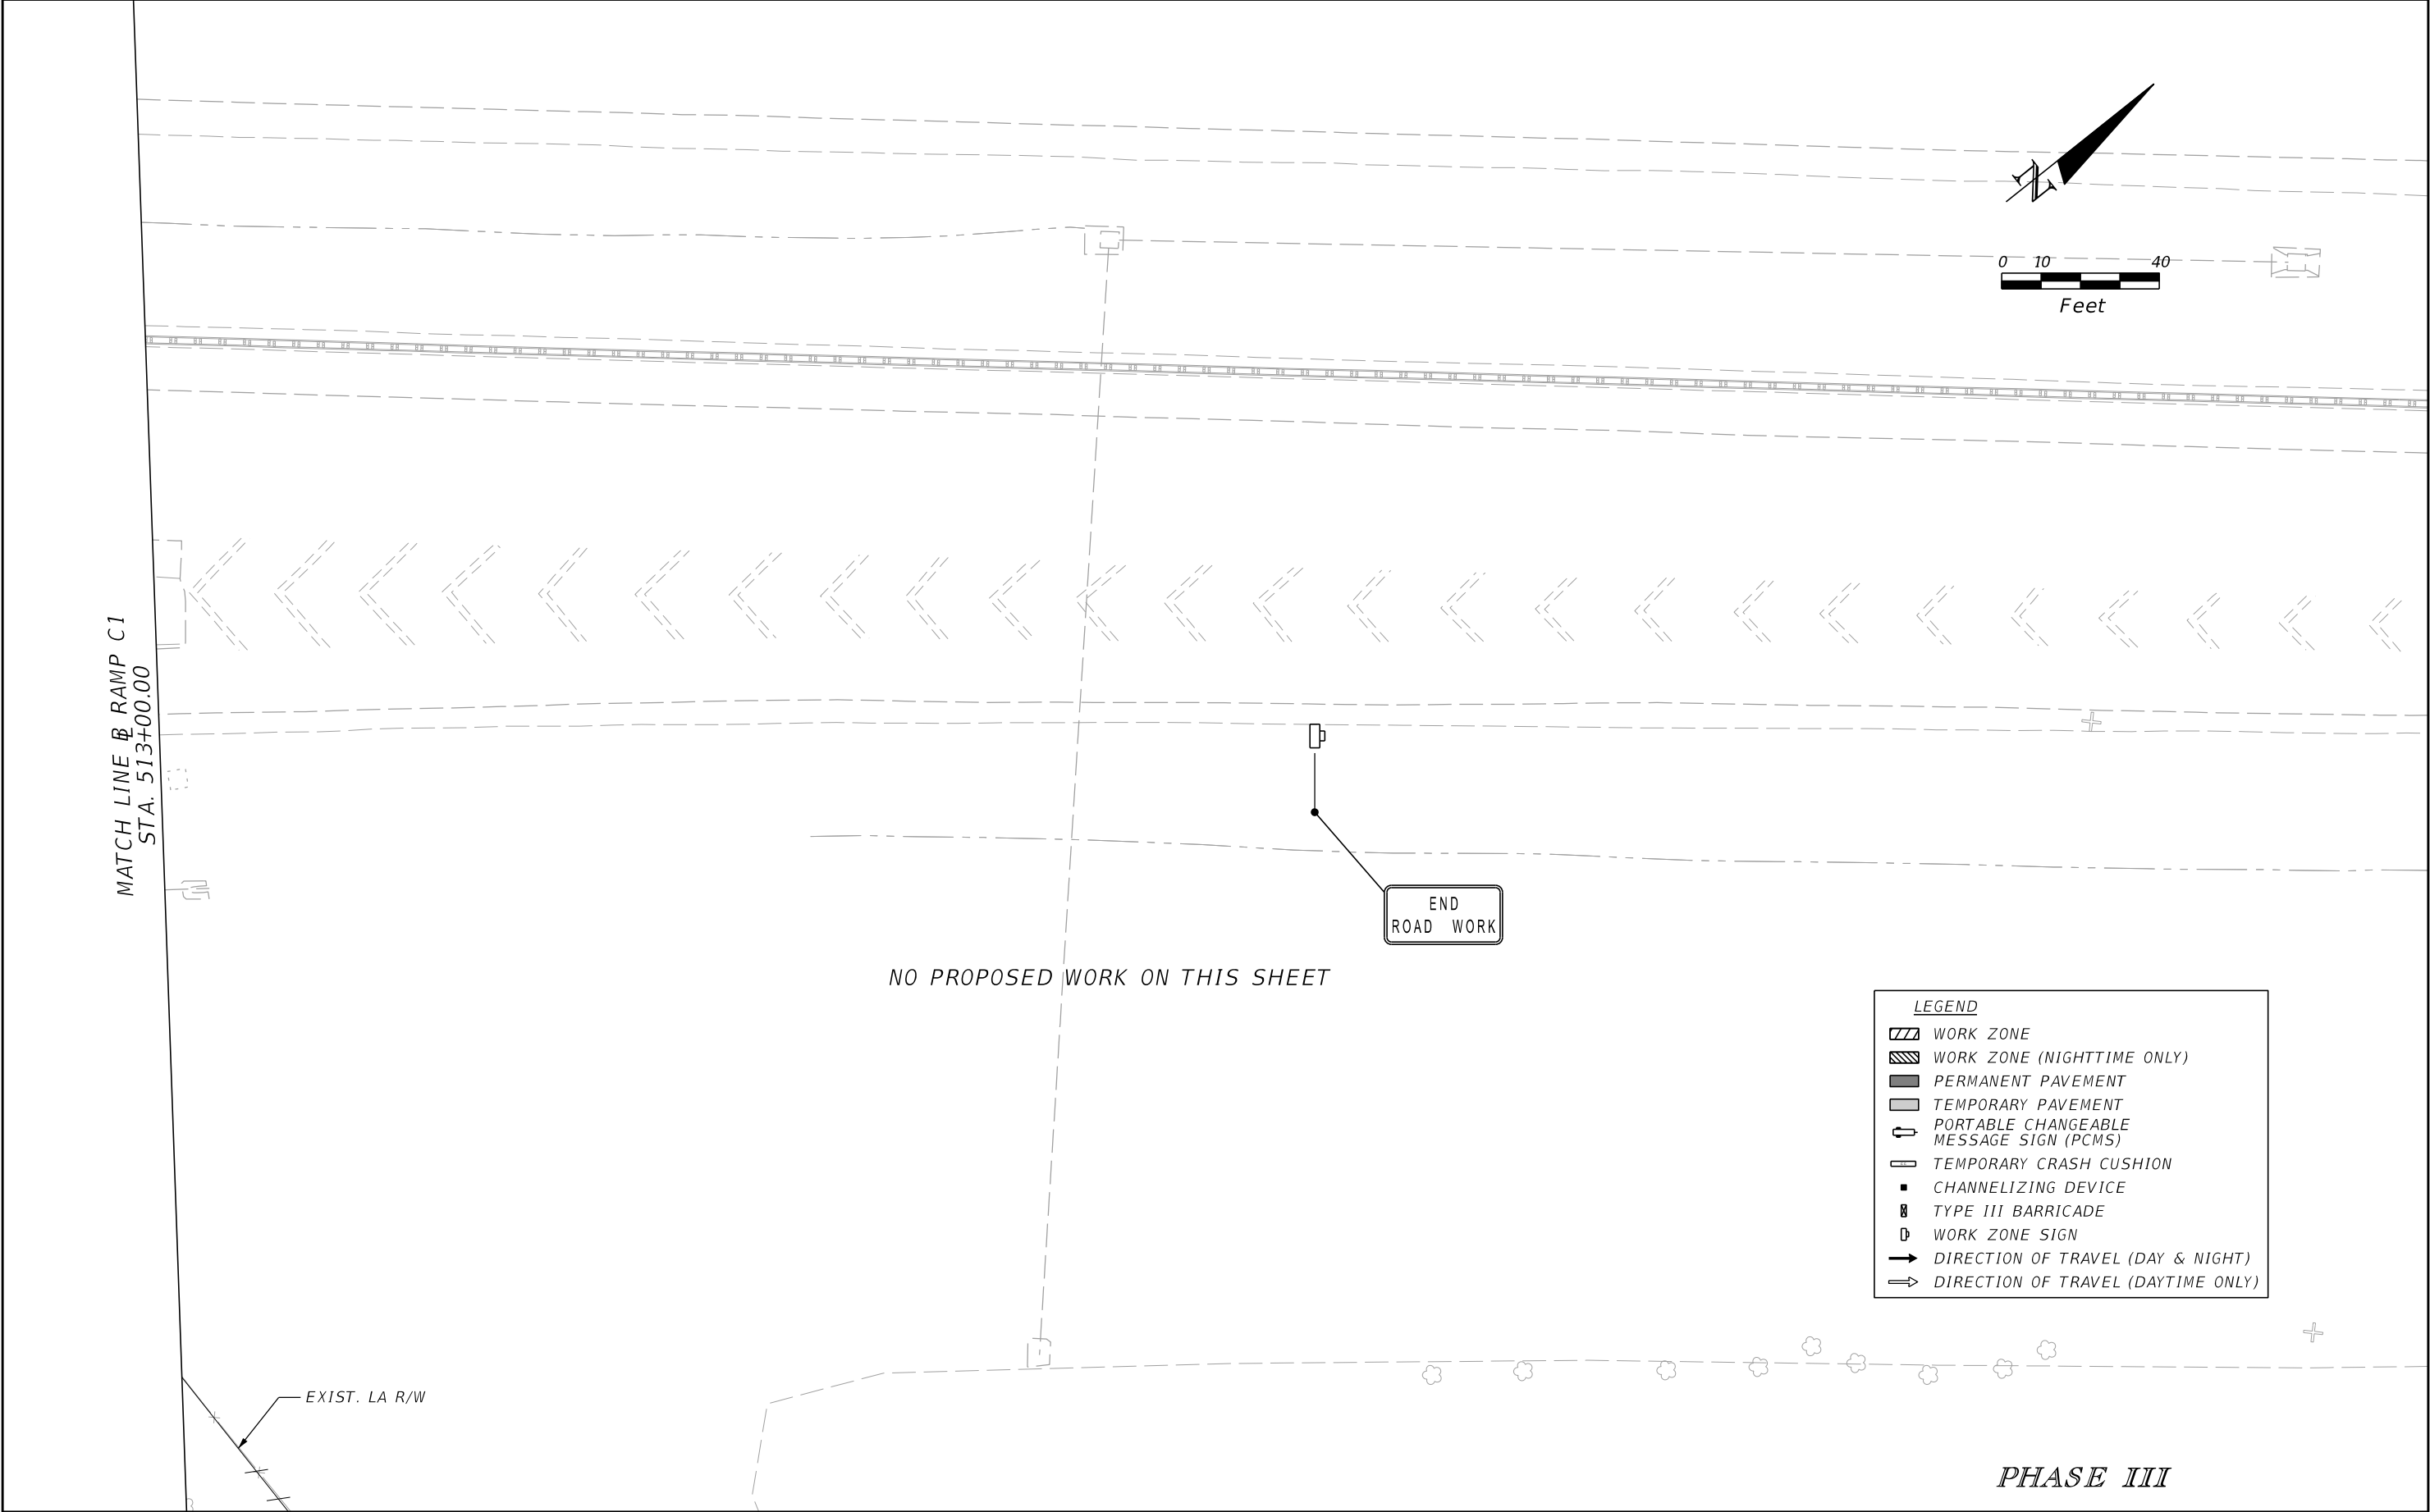 N
0 10 40
Feet
MATCH LINE B RAMP C1
STA. 513+00.00
END
ROAD WORK
NO PROPOSED WORK ON THIS SHEET
LEGEND
WORK ZONE
WORK ZONE (NIGHTTIME ONLY)
PERMANENT PAVEMENT
TEMPORARY PAVEMENT
PORTABLE CHANGEABLE
MESSAGE SIGN (PCMS)
TEMPORARY CRASH CUSHION
CHANNELIZING DEVICE
TYPE III BARRICADE
WORK ZONE SIGN
DIRECTION OF TRAVEL (DAY & NIGHT)
DIRECTION OF TRAVEL (DAYTIME ONLY)
EXIST. LA R/W
PHASE III